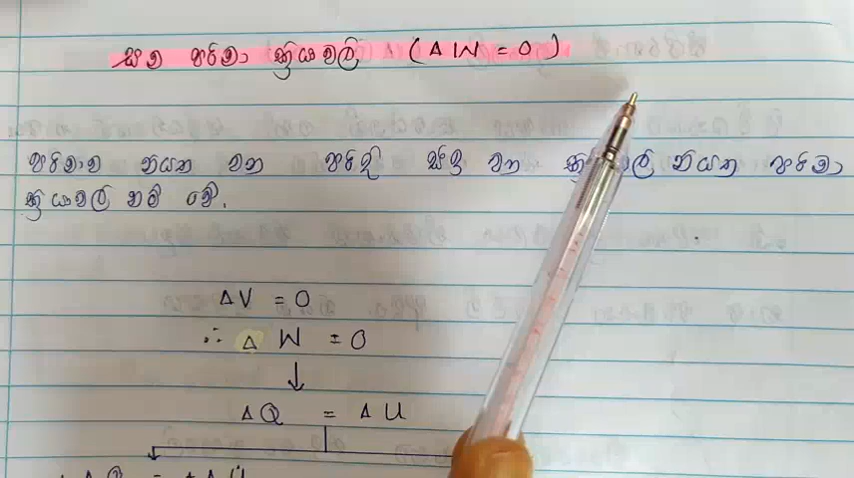 සම පරිමා ක්‍රියාවලි (ΔW = 0)
පරිමාව නියත වන පරිදි සිදු වන නියත පරිමා
ක්‍රියාවලි නම් වේ.
ΔV = 0
∴ Δ W = 0
↓
ΔQ = ΔU